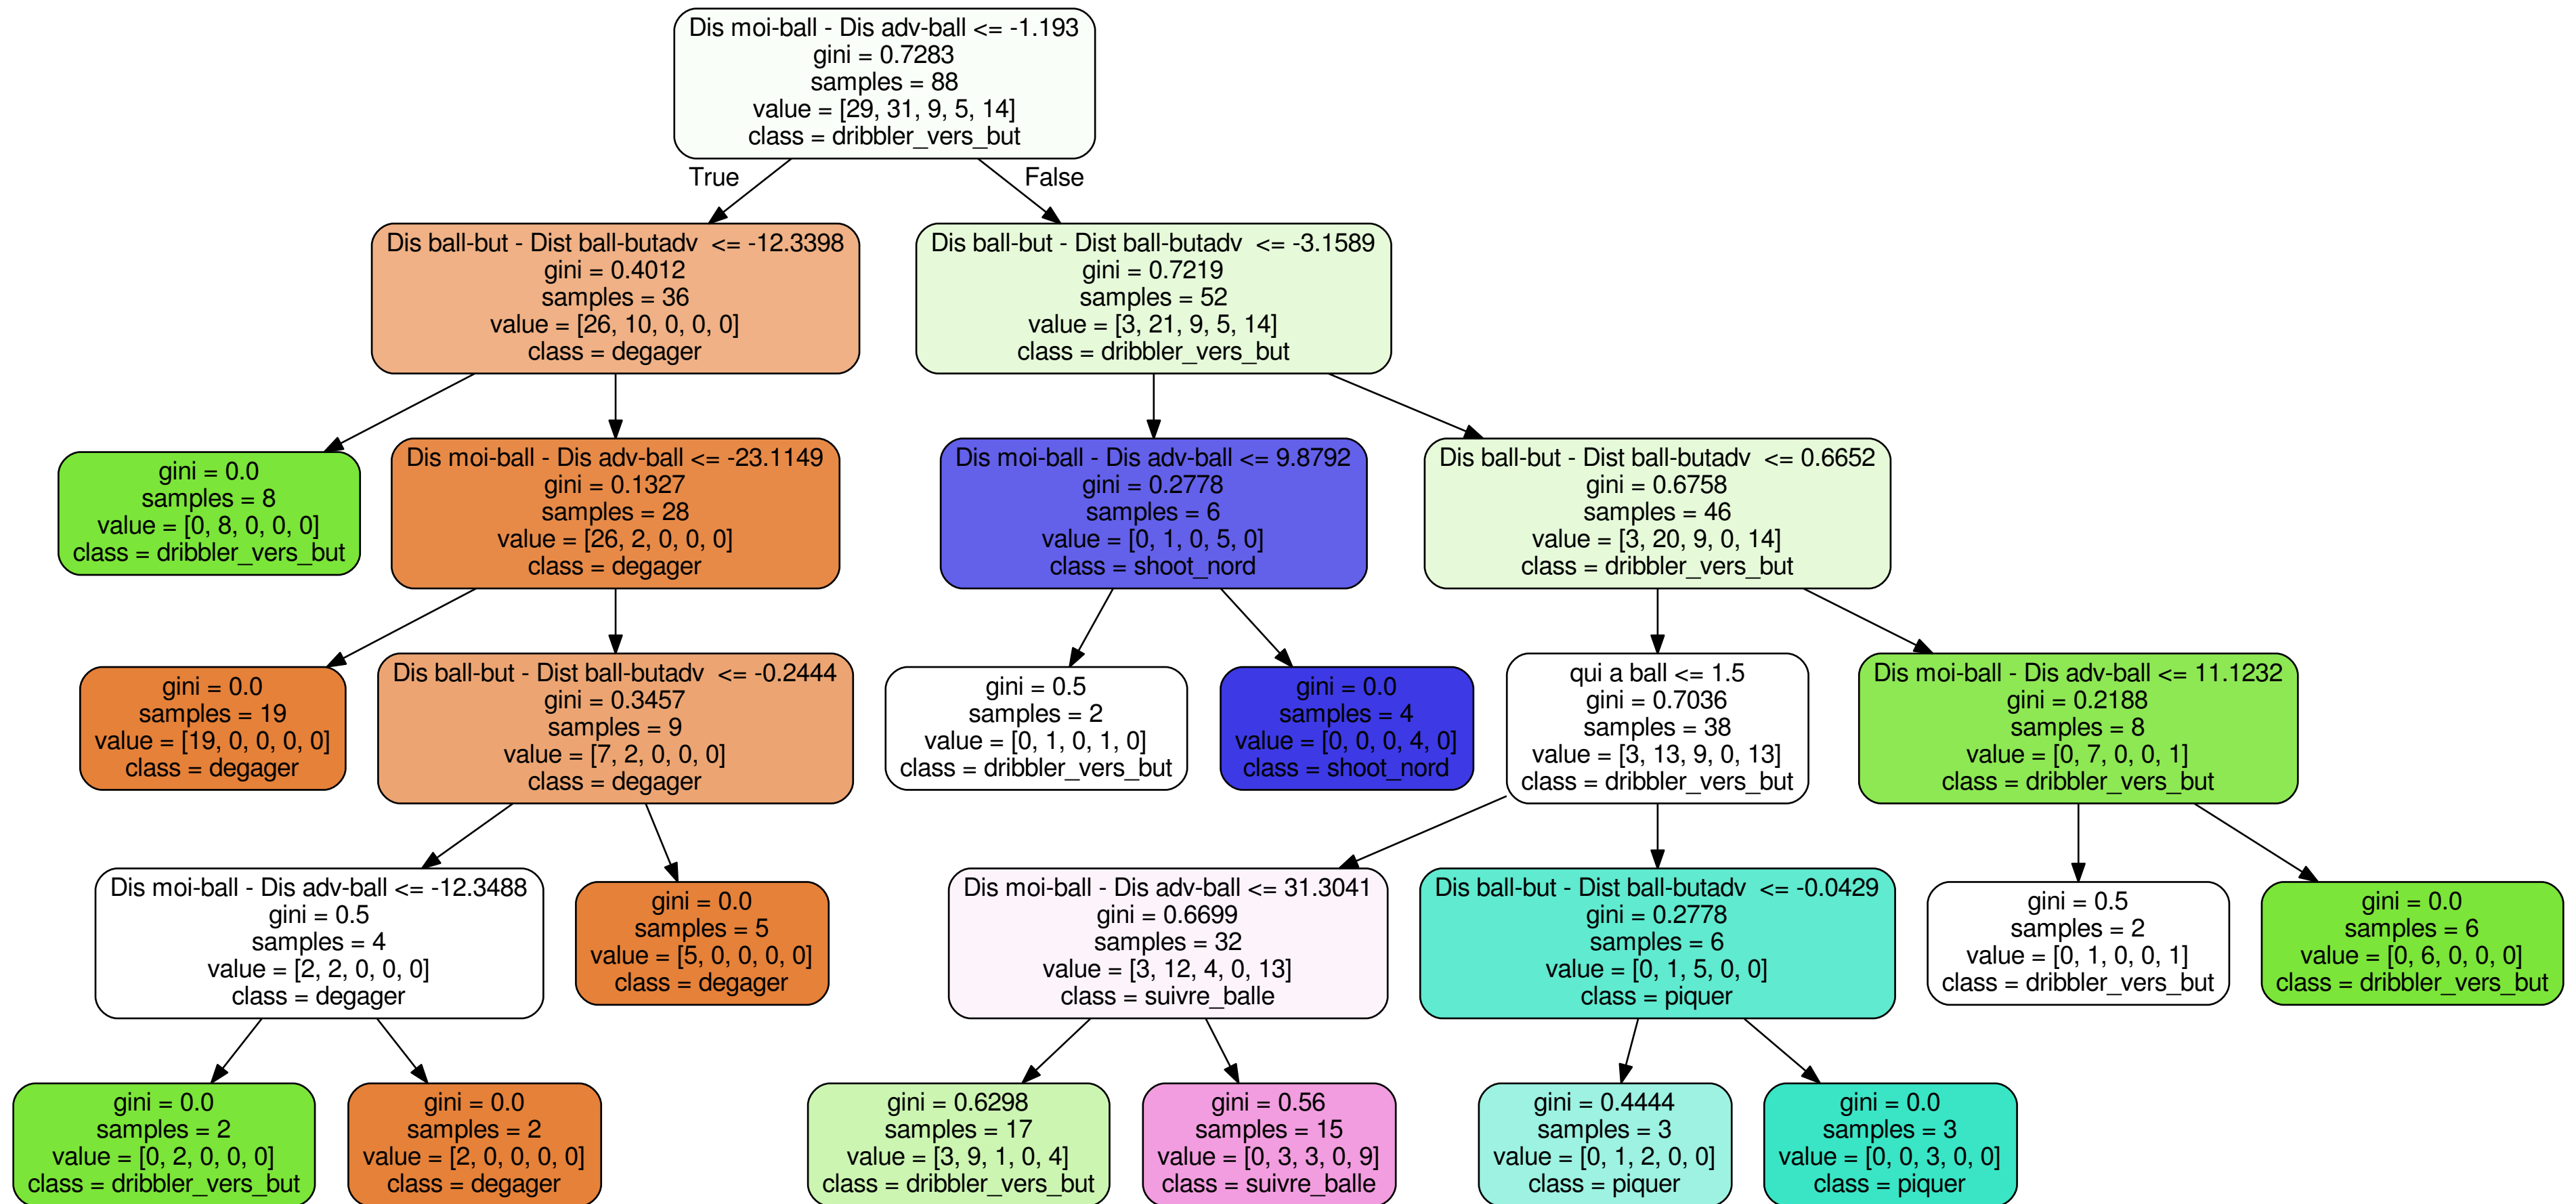 Dis moi-ball - Dis adv-ball <= -1.193
gini = 0.7283
samples = 88
value = [29, 31, 9, 5, 14]
class = dribbler_vers_but
True
False
Dis ball-but - Dist ball-butadv <= -12.3398
gini = 0.4012
samples = 36
value = [26, 10, 0, 0, 0]
class = degager
Dis ball-but - Dist ball-butadv <= -3.1589
gini = 0.7219
samples = 52
value = [3, 21, 9, 5, 14]
class = dribbler_vers_but
gini = 0.0
samples = 8
value = [0, 8, 0, 0, 0]
class = dribbler_vers_but
Dis moi-ball - Dis adv-ball <= -23.1149
gini = 0.1327
samples = 28
value = [26, 2, 0, 0, 0]
class = degager
Dis moi-ball - Dis adv-ball <= 9.8792
gini = 0.2778
samples = 6
value = [0, 1, 0, 5, 0]
class = shoot_nord
Dis ball-but - Dist ball-butadv <= 0.6652
gini = 0.6758
samples = 46
value = [3, 20, 9, 0, 14]
class = dribbler_vers_but
gini = 0.0
samples = 19
value = [19, 0, 0, 0, 0]
class = degager
Dis ball-but - Dist ball-butadv <= -0.2444
gini = 0.3457
samples = 9
value = [7, 2, 0, 0, 0]
class = degager
gini = 0.5
samples = 2
value = [0, 1, 0, 1, 0]
class = dribbler_vers_but
gini = 0.0
samples = 4
value = [0, 0, 0, 4, 0]
class = shoot_nord
qui a ball <= 1.5
gini = 0.7036
samples = 38
value = [3, 13, 9, 0, 13]
class = dribbler_vers_but
Dis moi-ball - Dis adv-ball <= 11.1232
gini = 0.2188
samples = 8
value = [0, 7, 0, 0, 1]
class = dribbler_vers_but
Dis moi-ball - Dis adv-ball <= -12.3488
gini = 0.5
samples = 4
value = [2, 2, 0, 0, 0]
class = degager
gini = 0.0
samples = 5
value = [5, 0, 0, 0, 0]
class = degager
Dis moi-ball - Dis adv-ball <= 31.3041
gini = 0.6699
samples = 32
value = [3, 12, 4, 0, 13]
class = suivre_balle
Dis ball-but - Dist ball-butadv <= -0.0429
gini = 0.2778
samples = 6
value = [0, 1, 5, 0, 0]
class = piquer
gini = 0.5
samples = 2
value = [0, 1, 0, 0, 1]
class = dribbler_vers_but
gini = 0.0
samples = 6
value = [0, 6, 0, 0, 0]
class = dribbler_vers_but
gini = 0.0
samples = 2
value = [0, 2, 0, 0, 0]
class = dribbler_vers_but
gini = 0.0
samples = 2
value = [2, 0, 0, 0, 0]
class = degager
gini = 0.6298
samples = 17
value = [3, 9, 1, 0, 4]
class = dribbler_vers_but
gini = 0.56
samples = 15
value = [0, 3, 3, 0, 9]
class = suivre_balle
gini = 0.4444
samples = 3
value = [0, 1, 2, 0, 0]
class = piquer
gini = 0.0
samples = 3
value = [0, 0, 3, 0, 0]
class = piquer